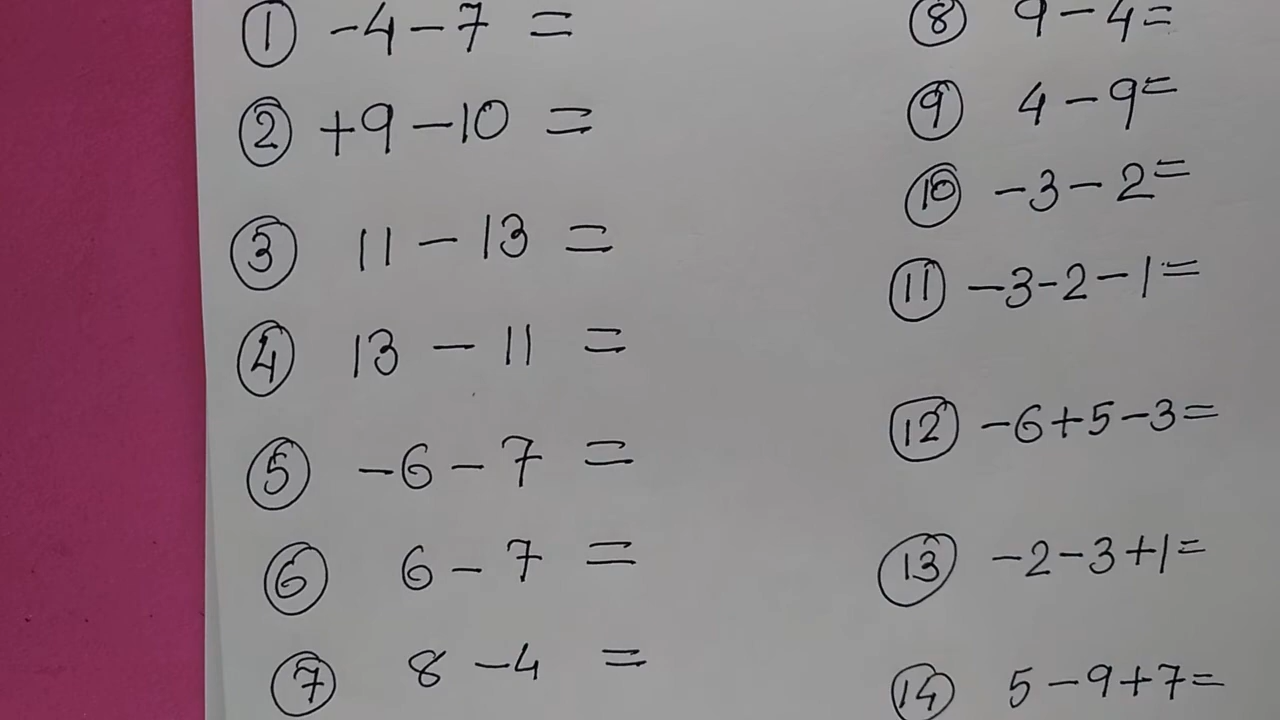 ① -4-7 =
② +9-10 =
③ 11-13 =
④ 13-11 =
⑤ -6-7 =
⑥ 6-7 =
⑦ 8-4 =
⑧ 9-4=
⑨ 4-9=
⑩ -3-2=
⑪ -3-2-1=
⑫ -6+5-3=
⑬ -2-3+1=
⑭ 5-9+7=